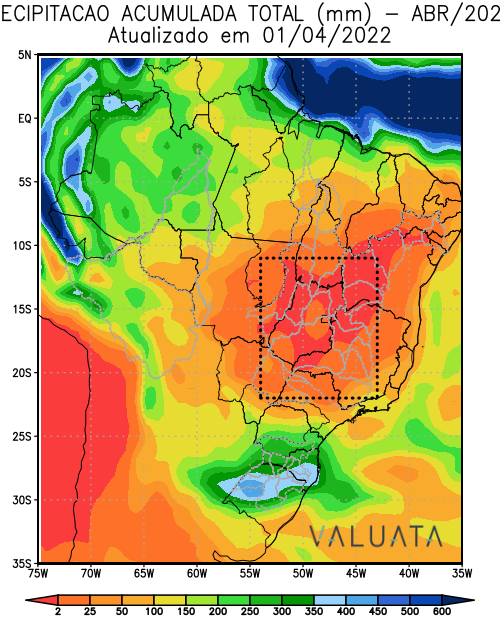 ECIPITACAO ACUMULADA TOTAL (mm) – ABR/202
Atualizado em 01/04/2022
5N
EQ
5S
10S
15S
20S
25S
30S
35S
VALUATA
75W 70W 65W 60W 55W 50W 45W 40W 35W
2 25 50 100 150 200 250 300 350 400 450 500 600